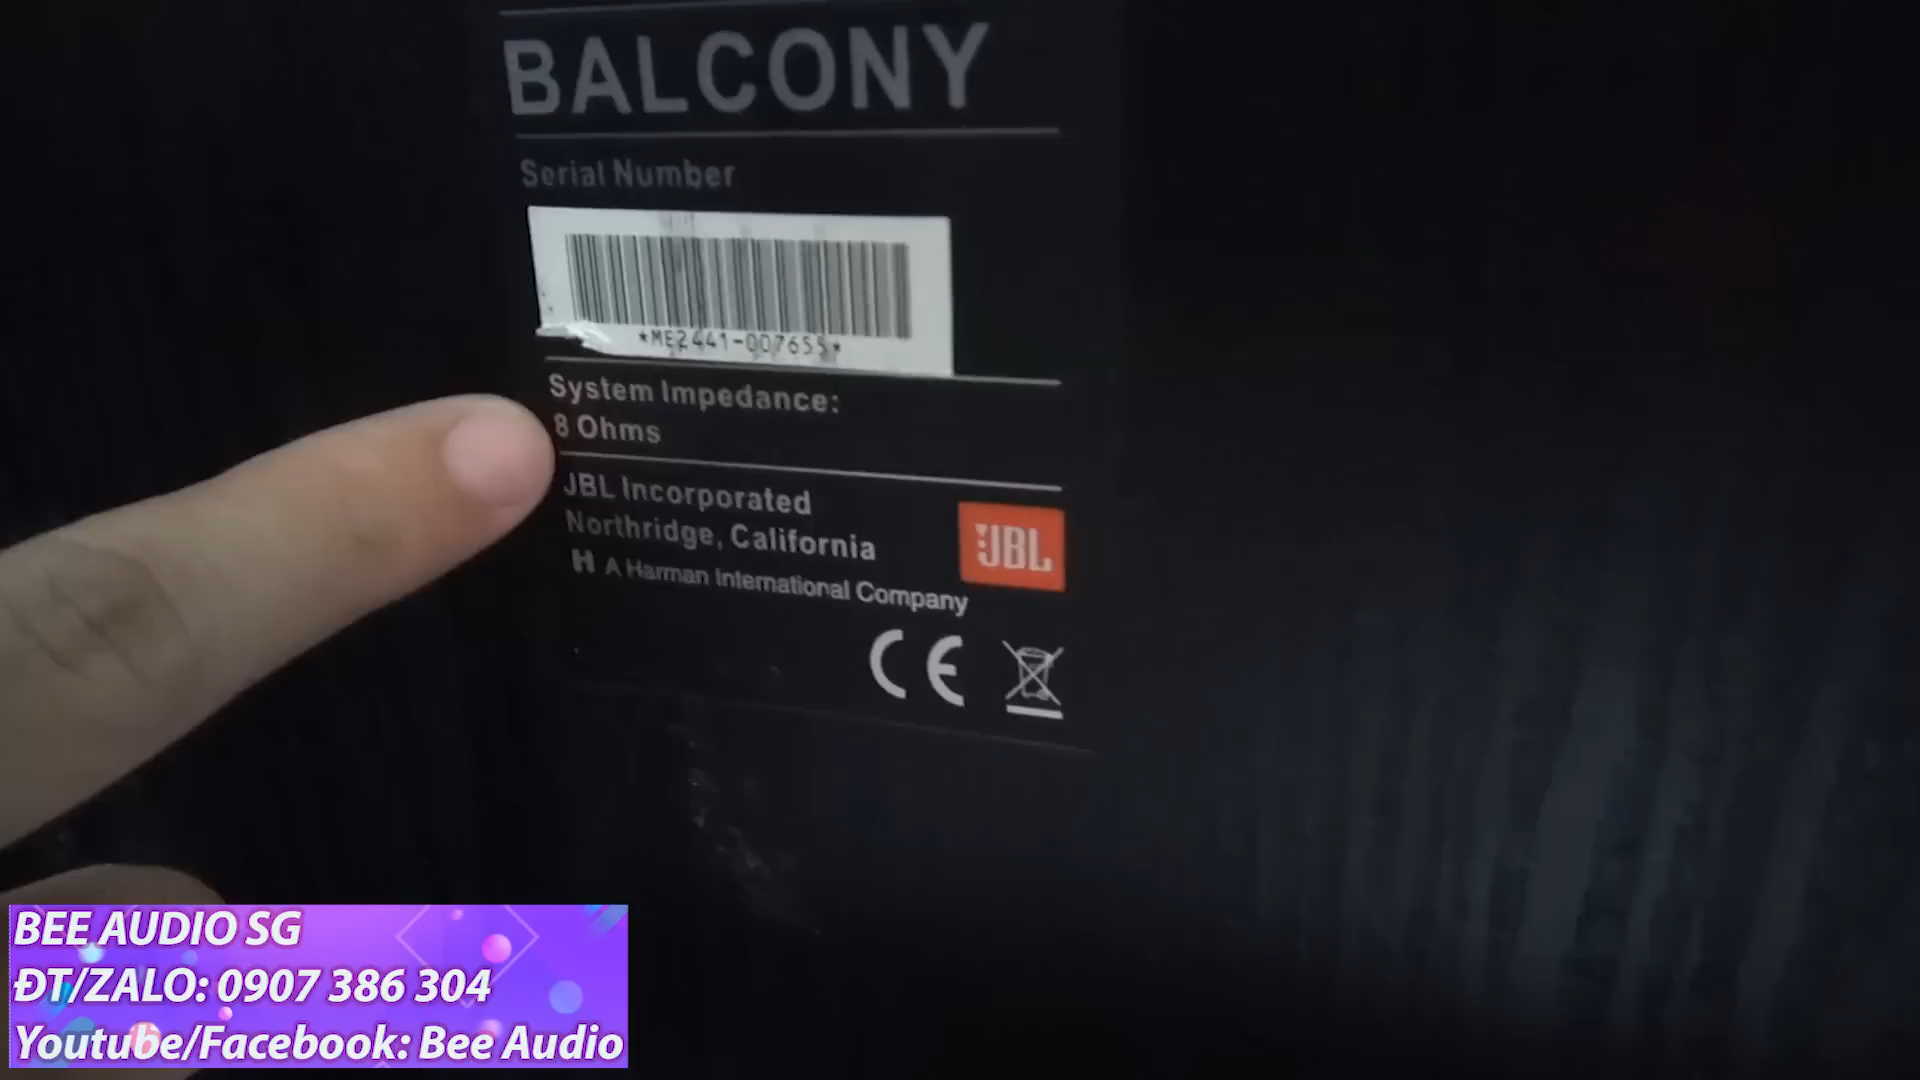 BALCONY
Serial Number
*ME2441-007655*
System Impedance:
8 Ohms
JBL Incorporated
Northridge, California
JBL
H A Harman International Company
CE
BEE AUDIO SG
ĐT/ZALO: 0907 386 304
Youtube/Facebook: Bee Audio